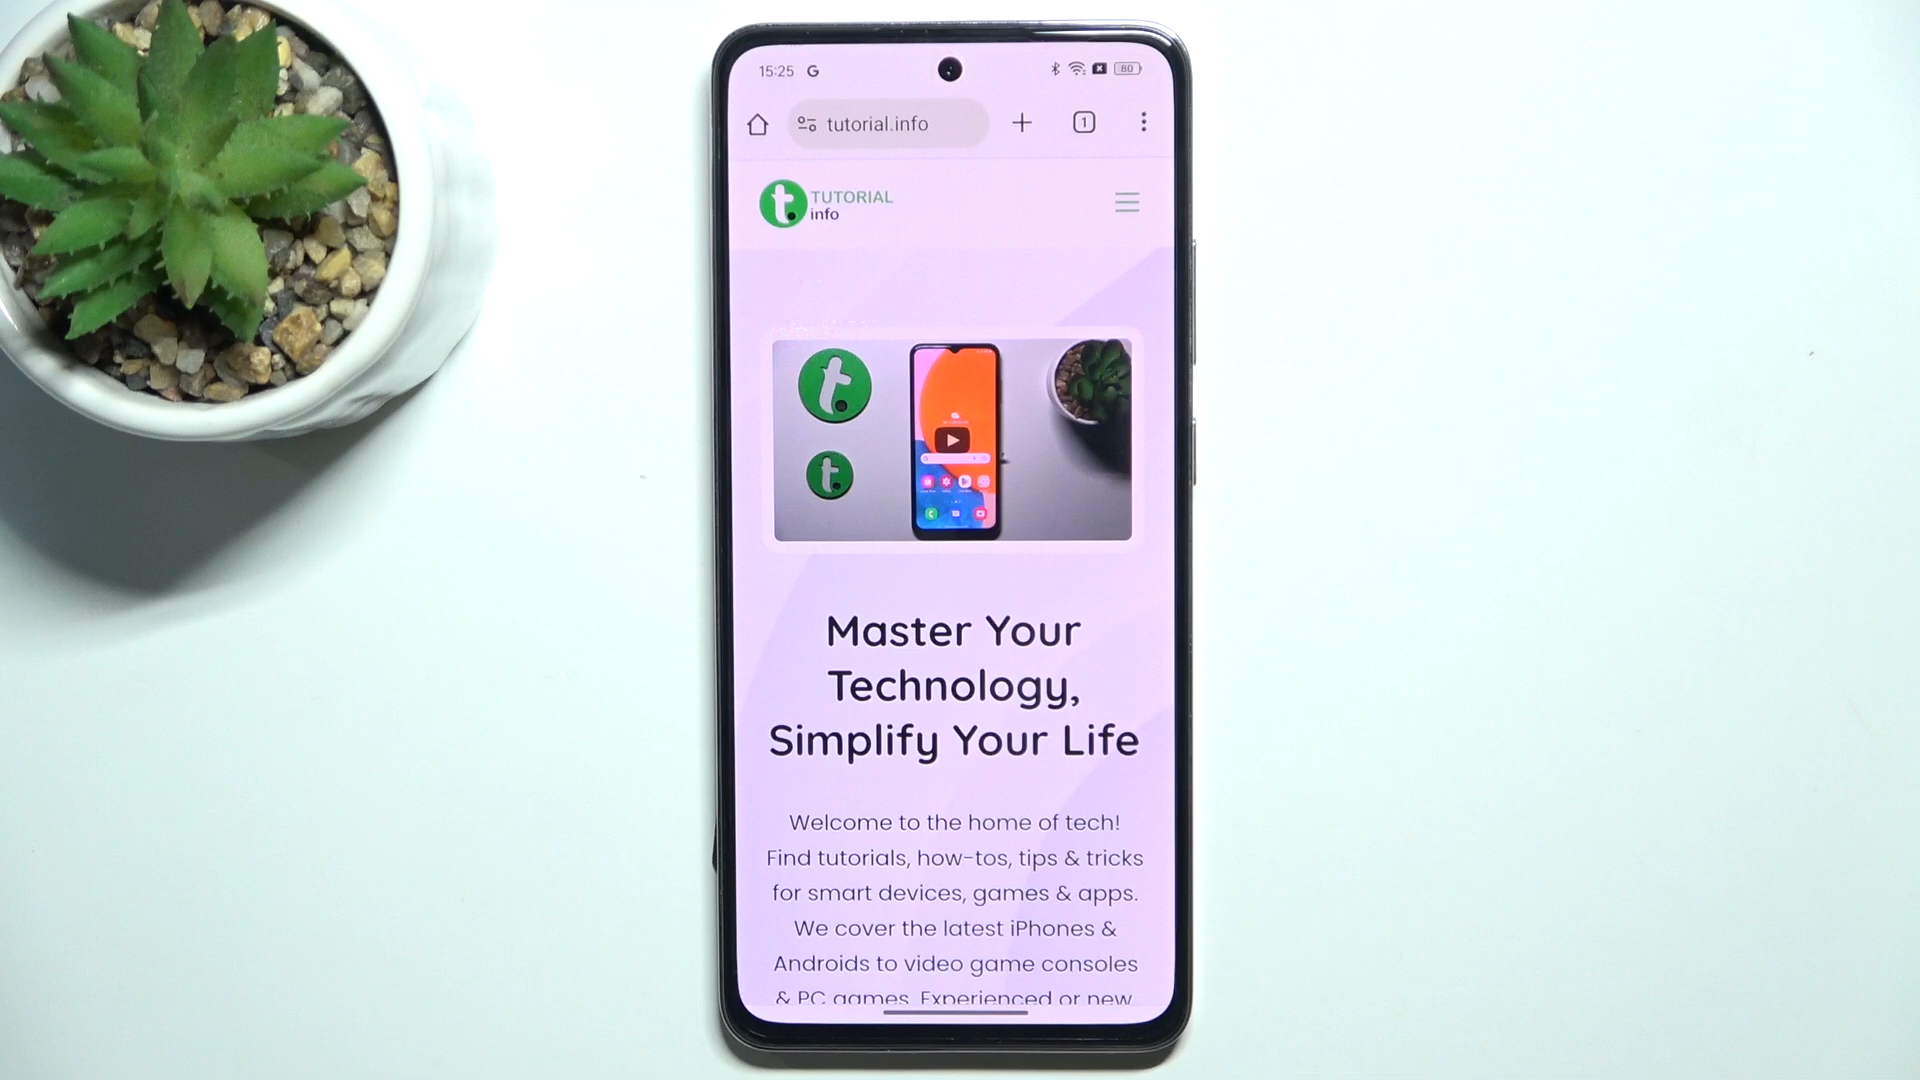 15:25 G 80
tutorial.info 1
t. TUTORIAL
info
Master Your
Technology,
Simplify Your Life
Welcome to the home of tech!
Find tutorials, how-tos, tips & tricks
for smart devices, games & apps.
We cover the latest iPhones &
Androids to video game consoles
& PC games. Experienced or new